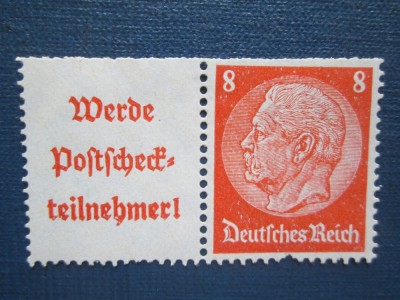 Werde
Postscheck-
teilnehmer!
8 8
Deutsches Reich